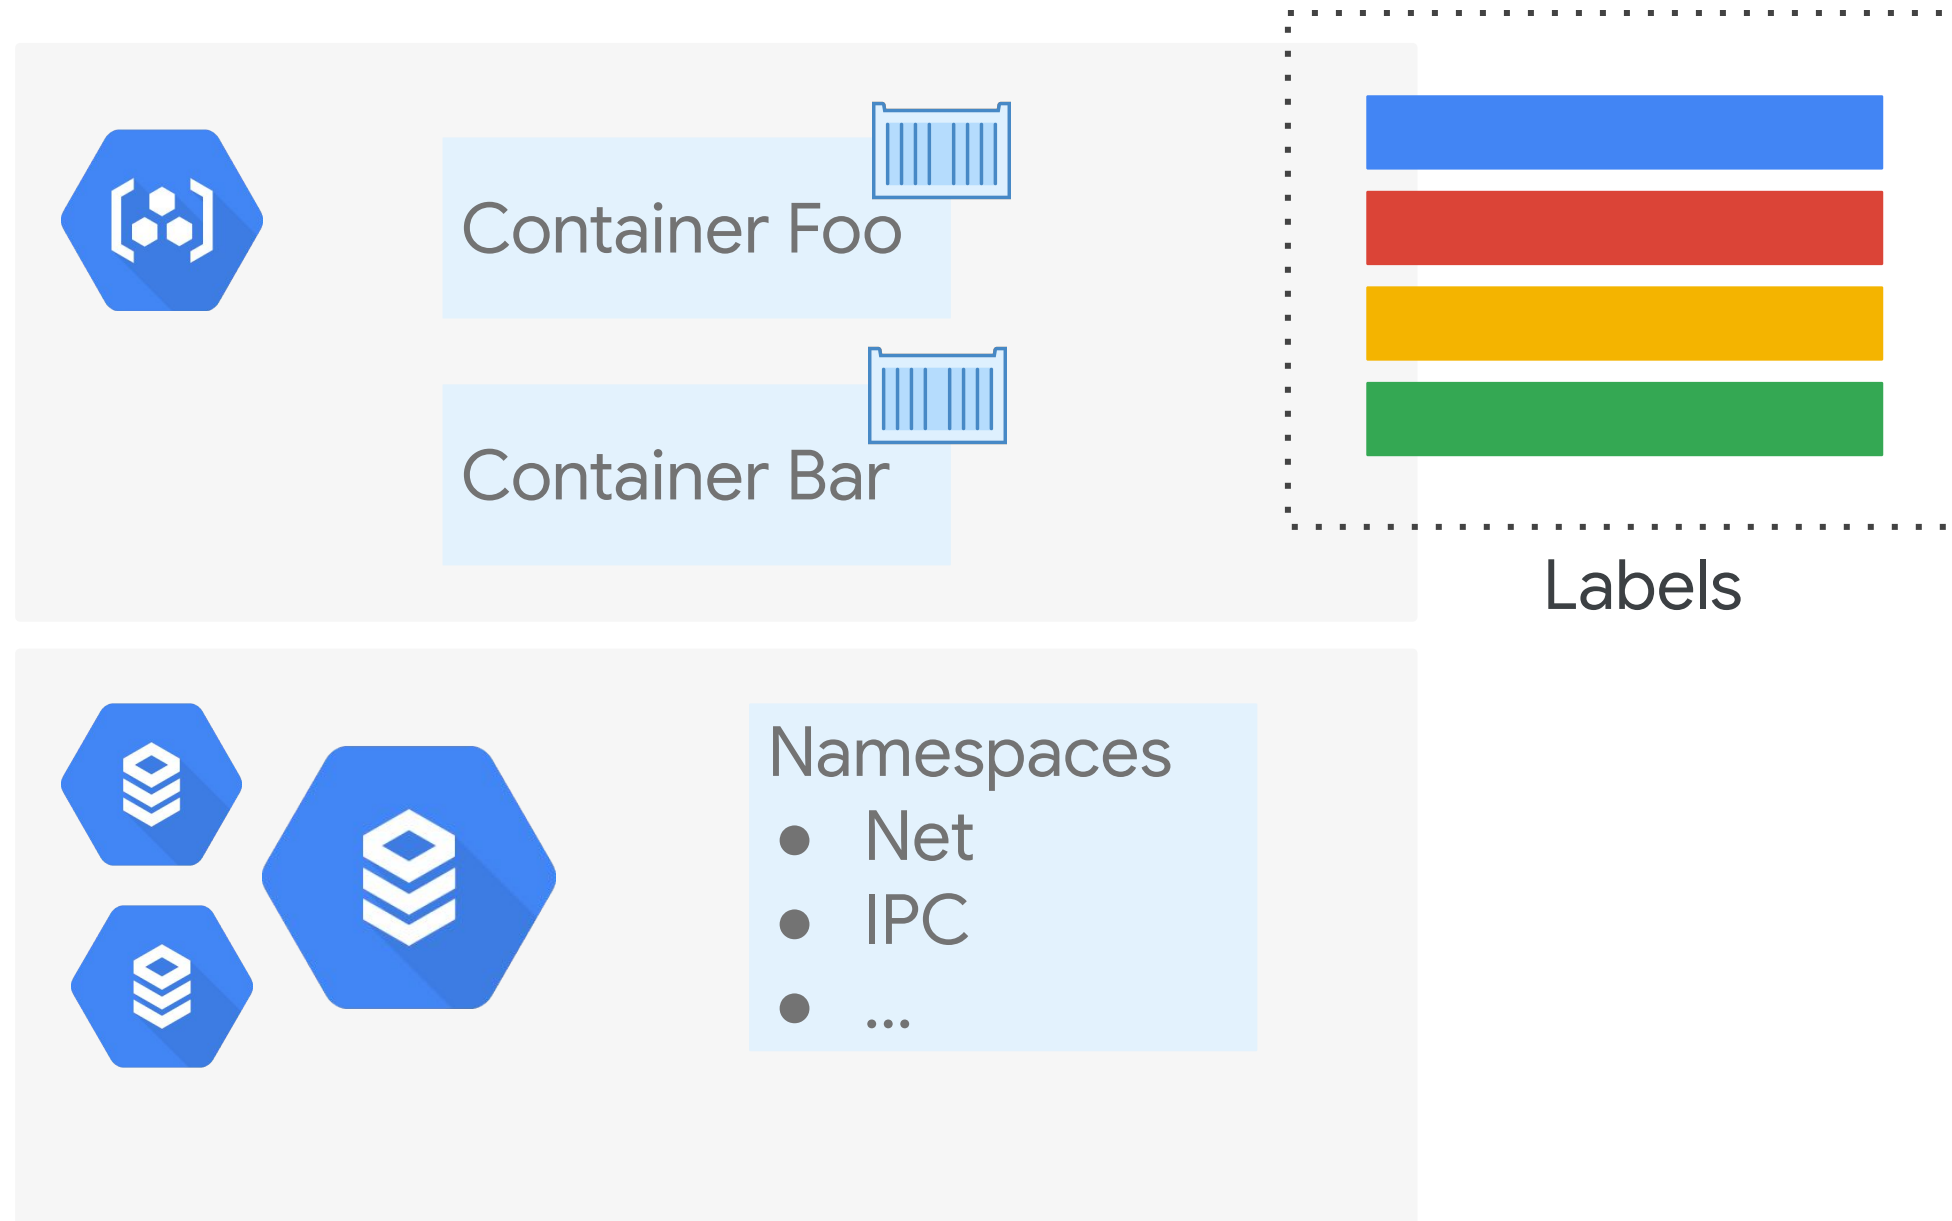 Container Foo
Container Bar
Labels
Namespaces
● Net
● IPC
● ...